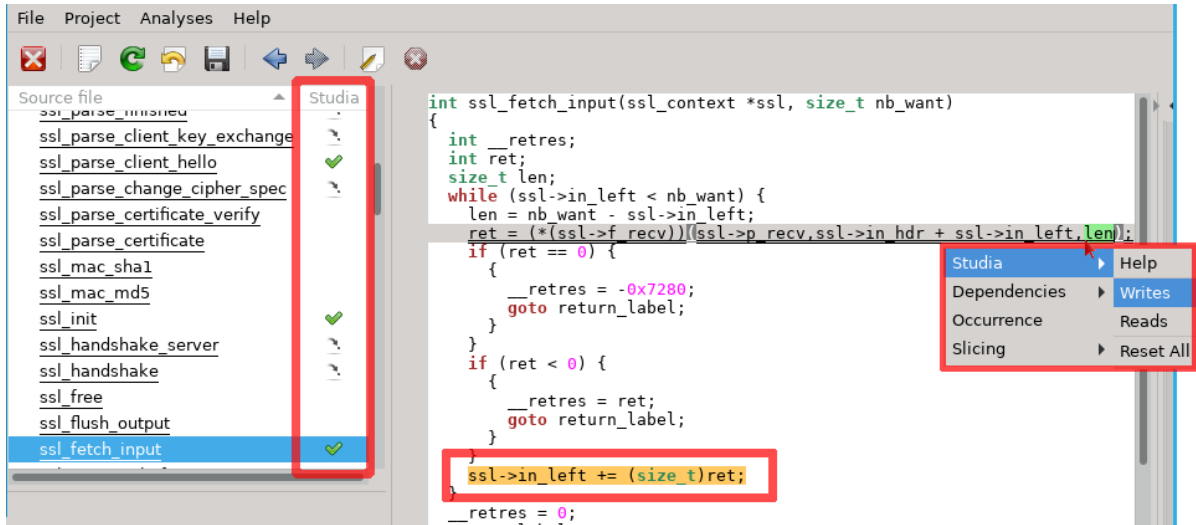 File Project Analyses Help
Source file Studia
ssl_parse_finished
ssl_parse_client_key_exchange
ssl_parse_client_hello
ssl_parse_change_cipher_spec
ssl_parse_certificate_verify
ssl_parse_certificate
ssl_mac_sha1
ssl_mac_md5
ssl_init
ssl_handshake_server
ssl_handshake
ssl_free
ssl_flush_output
ssl_fetch_input
int ssl_fetch_input(ssl_context *ssl, size_t nb_want)
{
int __retres;
int ret;
size_t len;
while (ssl->in_left < nb_want) {
len = nb_want - ssl->in_left;
ret = (*(ssl->f_recv))(ssl->p_recv,ssl->in_hdr + ssl->in_left,len);
if (ret == 0) {
{
__retres = -0x7280;
goto return_label;
}
}
if (ret < 0) {
{
__retres = ret;
goto return_label;
}
}
ssl->in_left += (size_t)ret;
}
__retres = 0;
Studia
Dependencies
Occurrence
Slicing
Help
Writes
Reads
Reset All